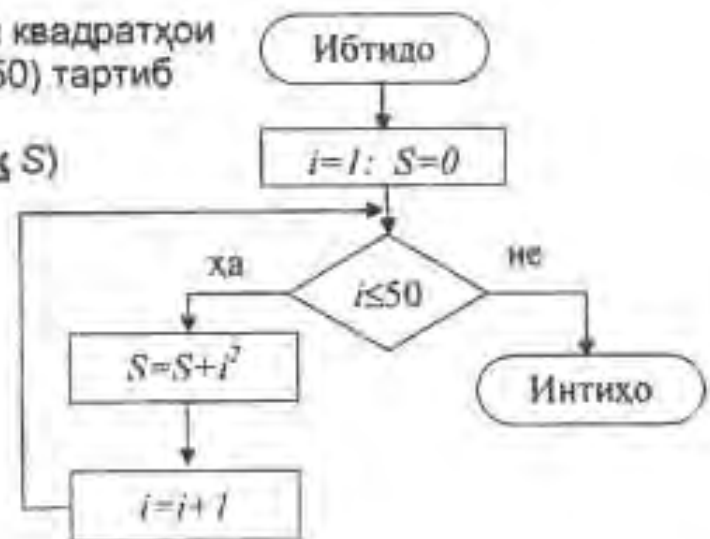 квадратҳои
50) тартиб
S)
Ибтидо
i=1: S=0
ҳа
не
i≤50
S=S+i²
Интиҳо
i=i+1